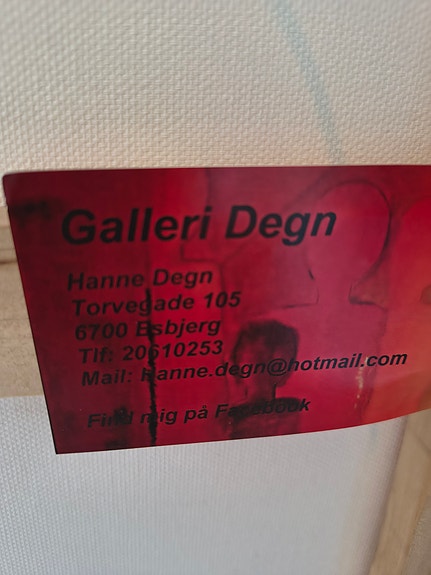 Galleri Degn
Hanne Degn
Torvegade 105
6700 Esbjerg
Tlf: 20610253
Mail: hanne.degn@hotmail.com
Find mig på Facebook